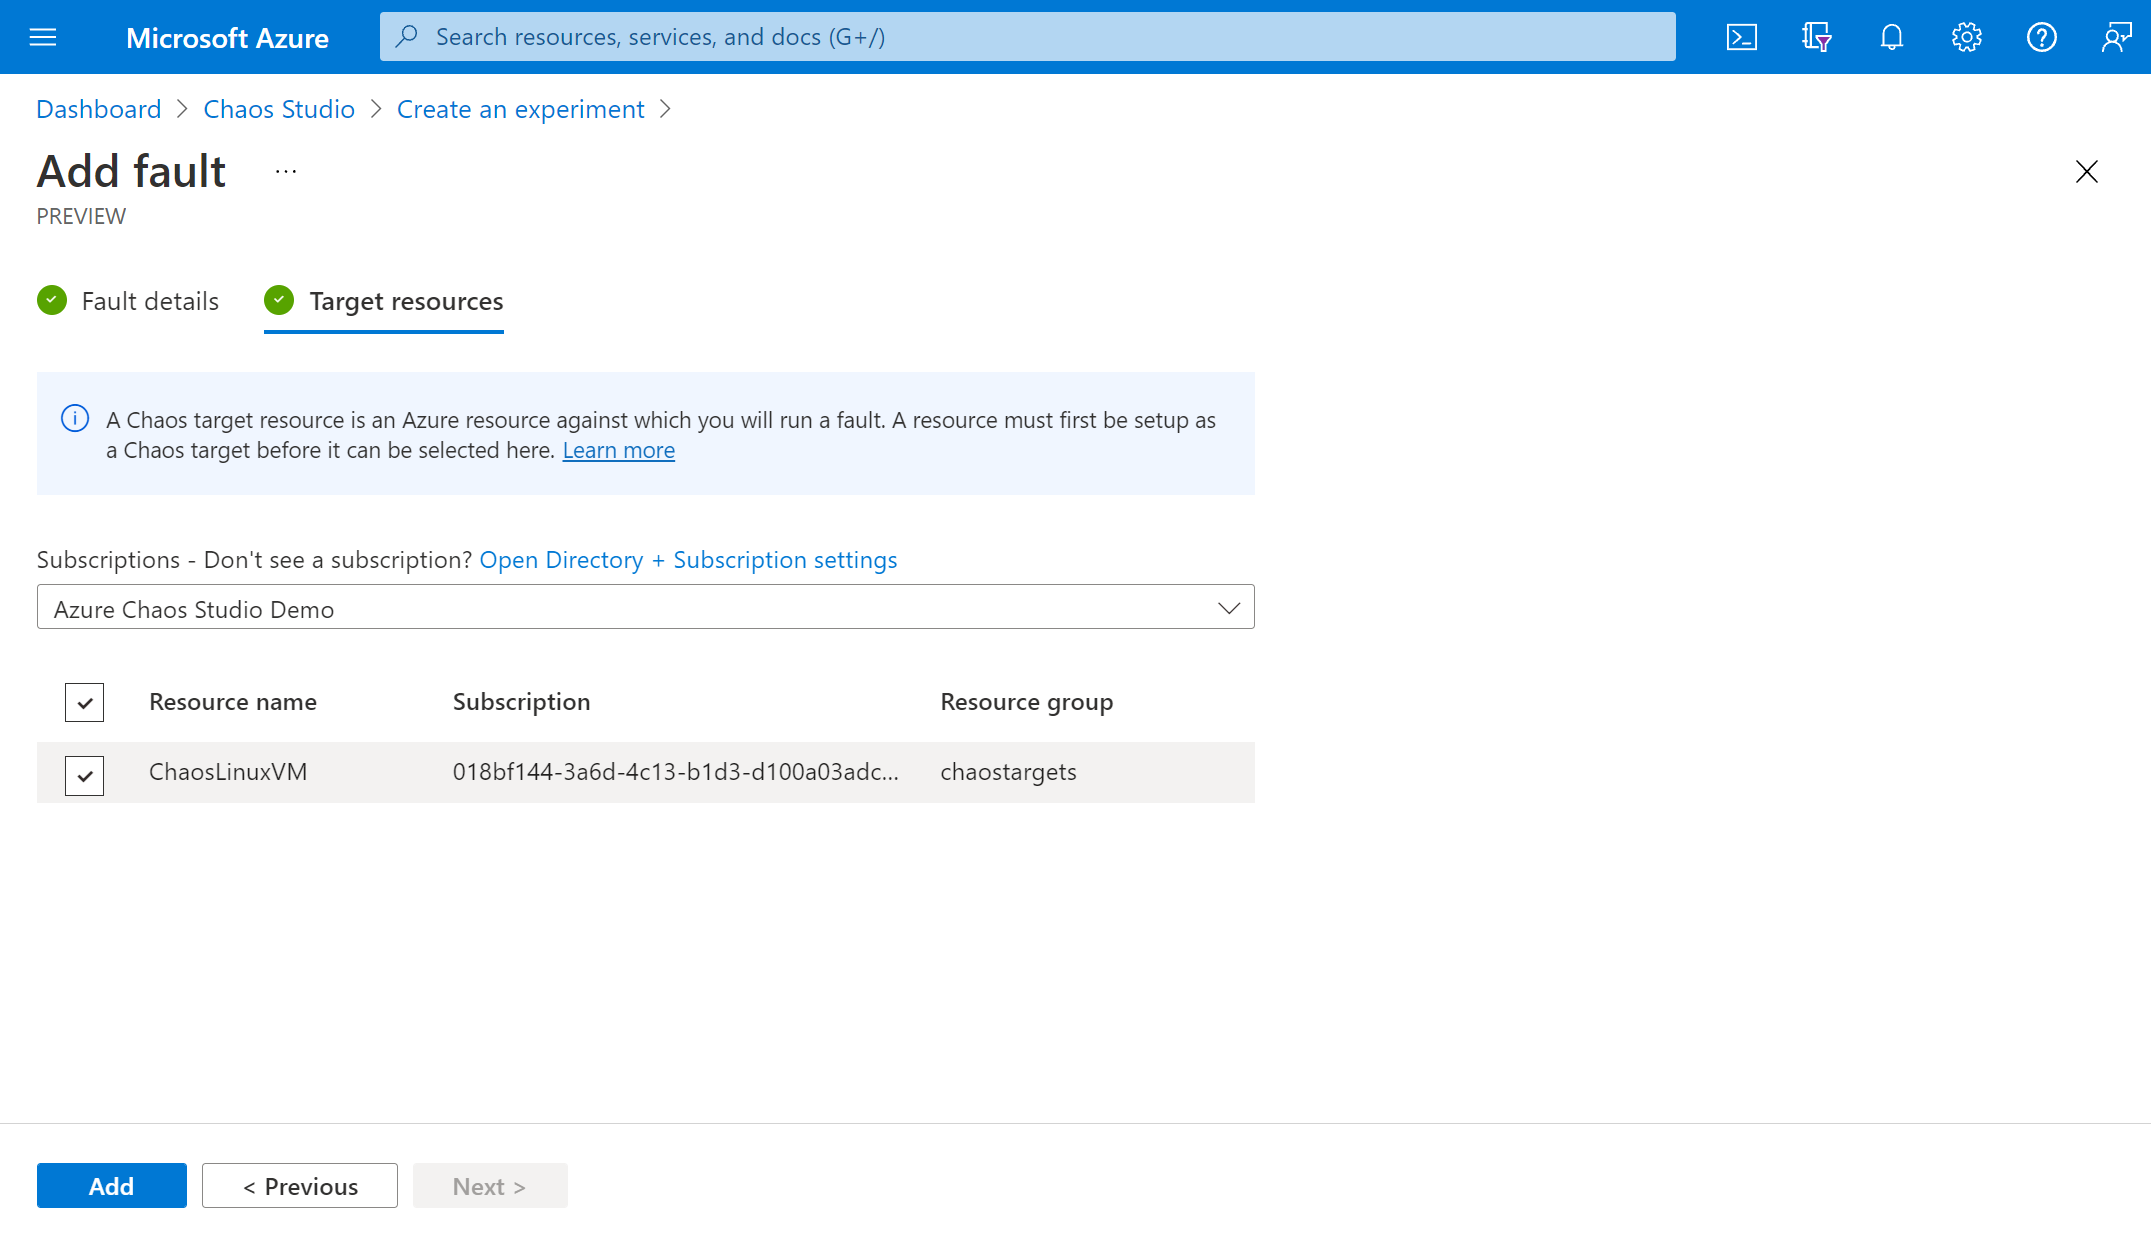 Microsoft Azure
Search resources, services, and docs (G+/)
Dashboard > Chaos Studio > Create an experiment >
Add fault ...
PREVIEW
Fault details Target resources
A Chaos target resource is an Azure resource against which you will run a fault. A resource must first be setup as
a Chaos target before it can be selected here. Learn more
Subscriptions - Don't see a subscription? Open Directory + Subscription settings
Azure Chaos Studio Demo
Resource name Subscription Resource group
ChaosLinuxVM 018bf144-3a6d-4c13-b1d3-d100a03adc... chaostargets
Add < Previous Next >